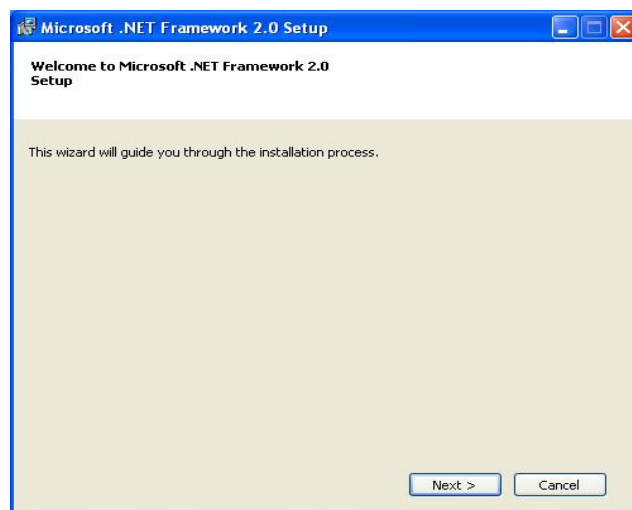 Microsoft .NET Framework 2.0 Setup
Welcome to Microsoft .NET Framework 2.0
Setup
This wizard will guide you through the installation process.
Next >
Cancel